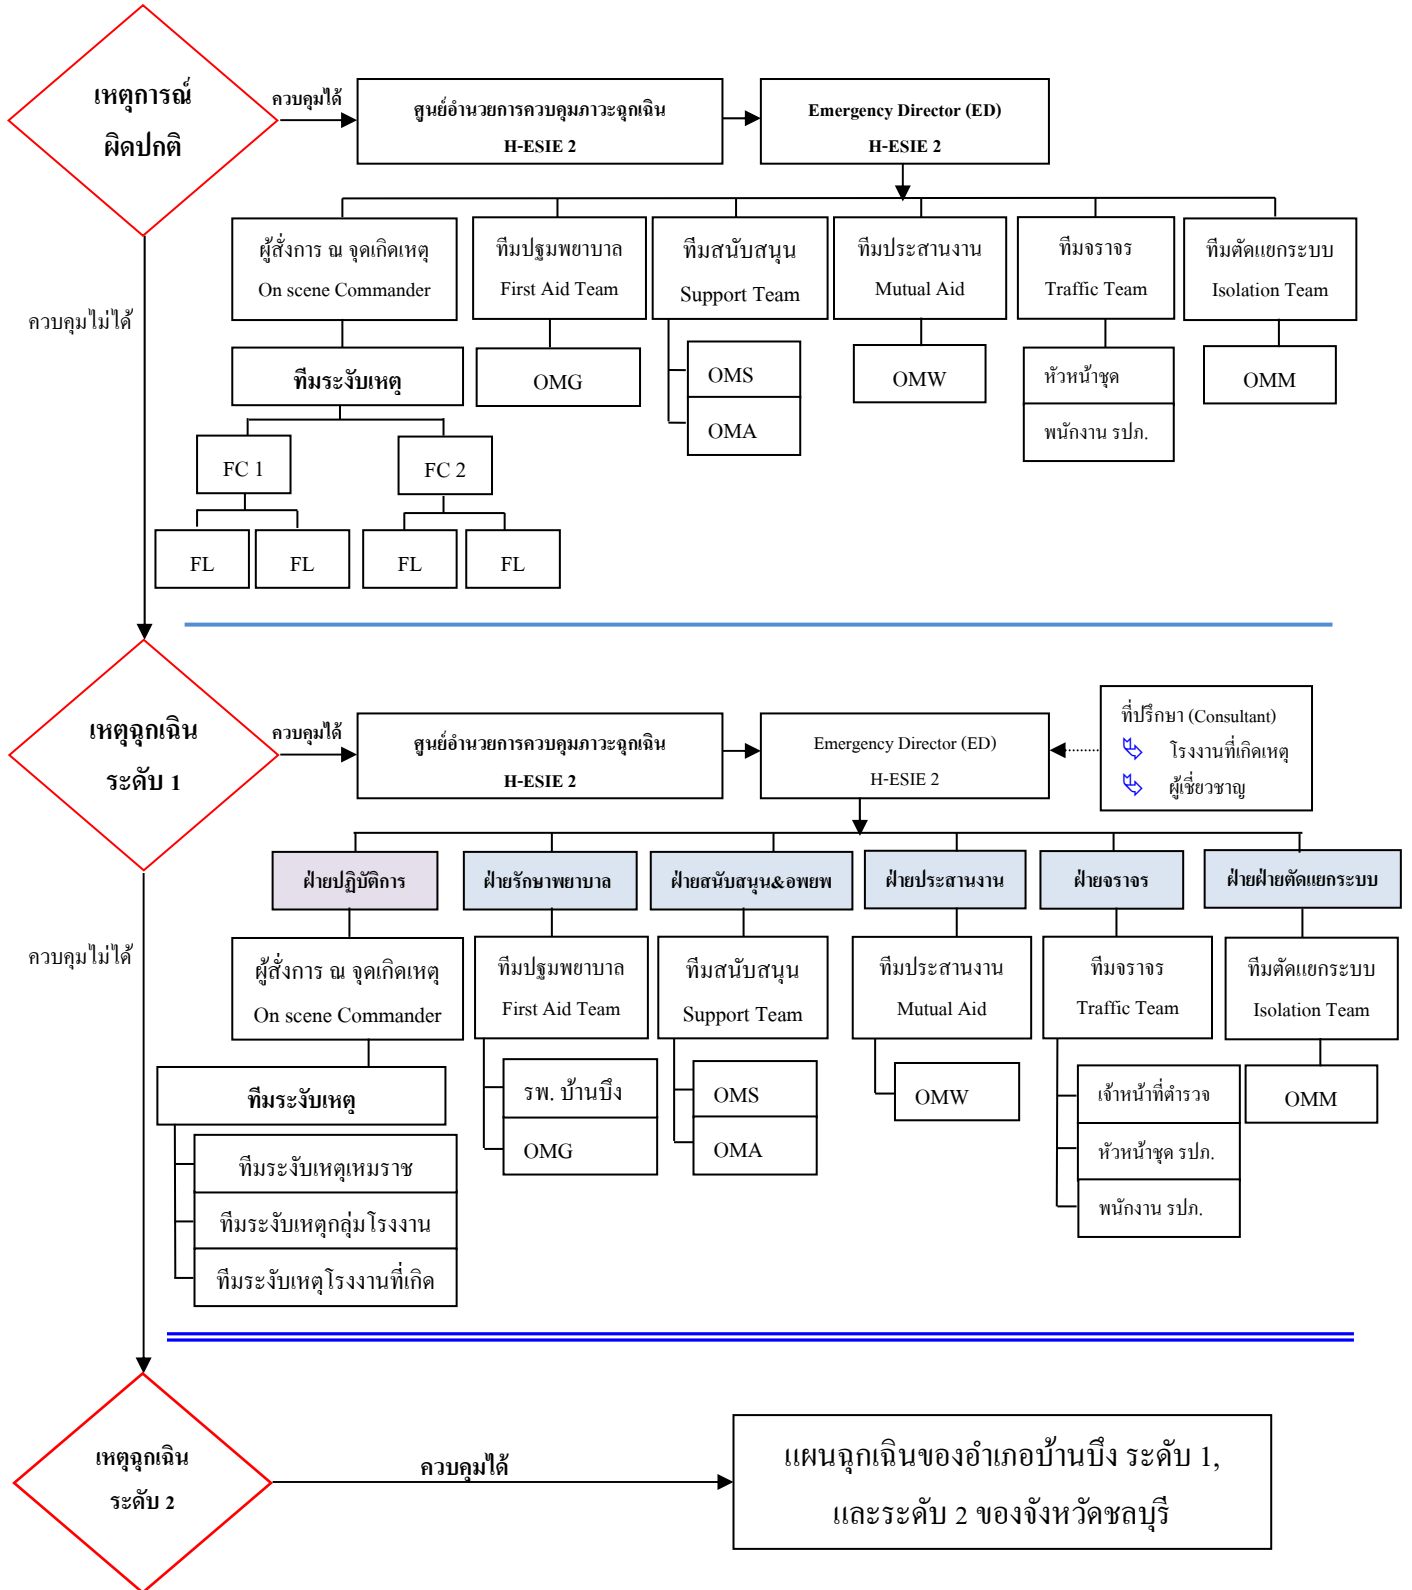 เหตุการณ์
ผิดปกติ
ควบคุมได้
ศูนย์อำนวยการควบคุมภาวะฉุกเฉิน
H-ESIE 2
Emergency Director (ED)
H-ESIE 2
ผู้สั่งการ ณ จุดเกิดเหตุ
On scene Commander
ทีมปฐมพยาบาล
First Aid Team
ทีมสนับสนุน
Support Team
ทีมประสานงาน
Mutual Aid
ทีมจราจร
Traffic Team
ทีมตัดแยกระบบ
Isolation Team
ควบคุมไม่ได้
ทีมระงับเหตุ
OMG
OMS
OMA
OMW
หัวหน้าชุด
พนักงาน รปภ.
OMM
FC 1
FC 2
FL
FL
FL
FL
เหตุฉุกเฉิน
ระดับ 1
ควบคุมได้
ศูนย์อำนวยการควบคุมภาวะฉุกเฉิน
H-ESIE 2
Emergency Director (ED)
H-ESIE 2
ที่ปรึกษา (Consultant)
โรงงานที่เกิดเหตุ
ผู้เชี่ยวชาญ
ฝ่ายปฏิบัติการ
ฝ่ายรักษาพยาบาล
ฝ่ายสนับสนุน&อพยพ
ฝ่ายประสานงาน
ฝ่ายจราจร
ฝ่ายฝ่ายตัดแยกระบบ
ควบคุมไม่ได้
ผู้สั่งการ ณ จุดเกิดเหตุ
On scene Commander
ทีมปฐมพยาบาล
First Aid Team
ทีมสนับสนุน
Support Team
ทีมประสานงาน
Mutual Aid
ทีมจราจร
Traffic Team
ทีมตัดแยกระบบ
Isolation Team
ทีมระงับเหตุ
ทีมระงับเหตุเหมราช
ทีมระงับเหตุกลุ่มโรงงาน
ทีมระงับเหตุโรงงานที่เกิด
รพ. บ้านบึง
OMG
OMS
OMA
OMW
เจ้าหน้าที่ตำรวจ
หัวหน้าชุด รปภ.
พนักงาน รปภ.
OMM
เหตุฉุกเฉิน
ระดับ 2
ควบคุมได้
แผนฉุกเฉินของอำเภอบ้านบึง ระดับ 1,
และระดับ 2 ของจังหวัดชลบุรี